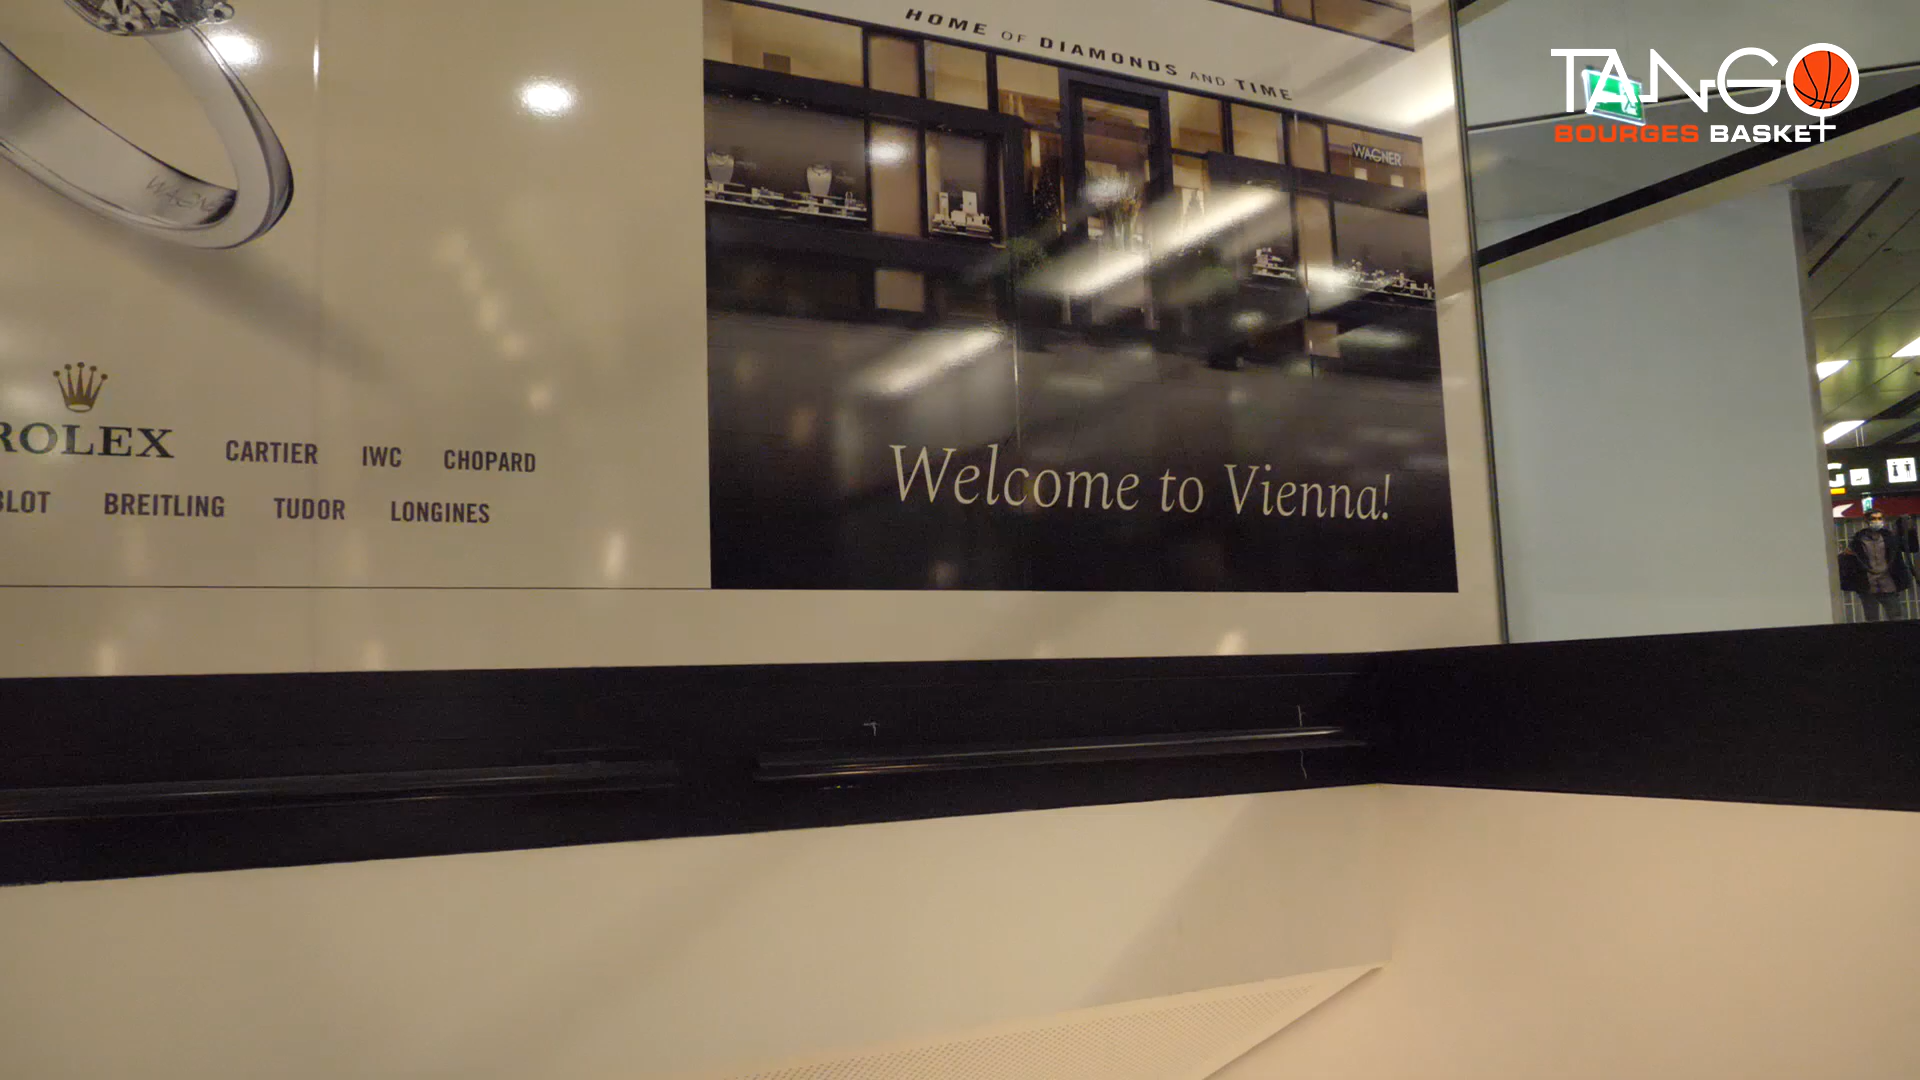 HOME OF DIAMONDS AND TIME
WAGNER
ROLEX CARTIER IWC CHOPARD
BLOT BREITLING TUDOR LONGINES
Welcome to Vienna!
TANGO
BOURGES BASKET